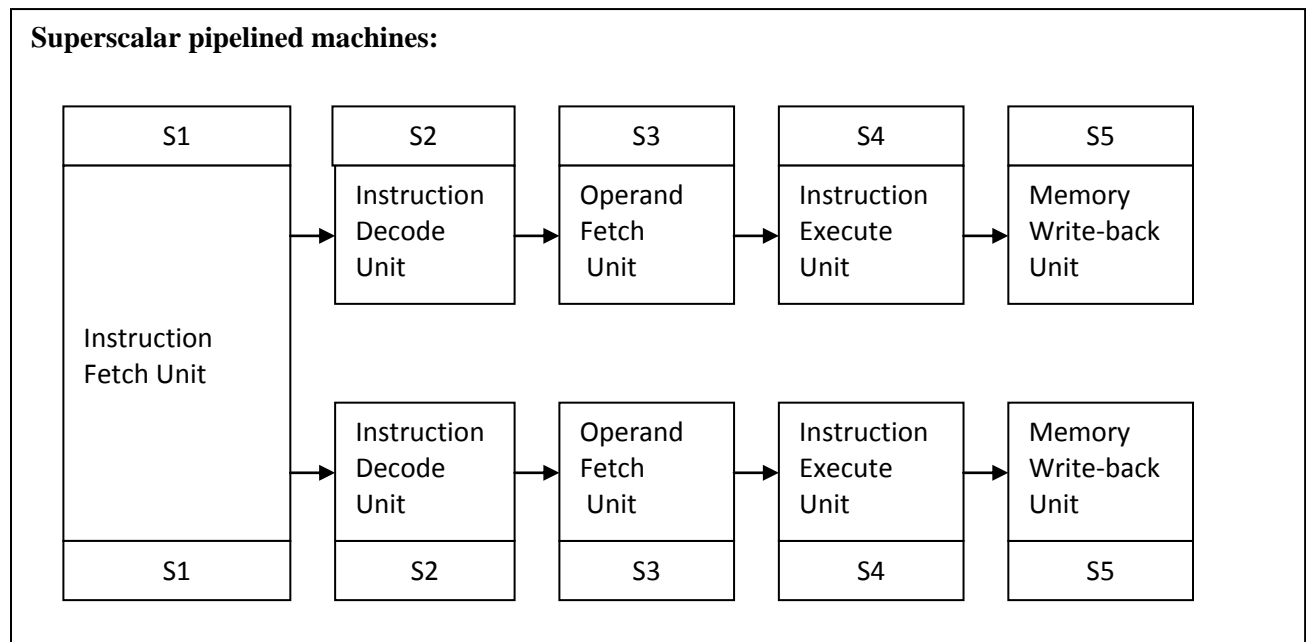 Superscalar pipelined machines:
S1
S2
S3
S4
S5
Instruction
Fetch Unit
Instruction
Decode
Unit
Operand
Fetch
Unit
Instruction
Execute
Unit
Memory
Write-back
Unit
Instruction
Decode
Unit
Operand
Fetch
Unit
Instruction
Execute
Unit
Memory
Write-back
Unit
S1
S2
S3
S4
S5